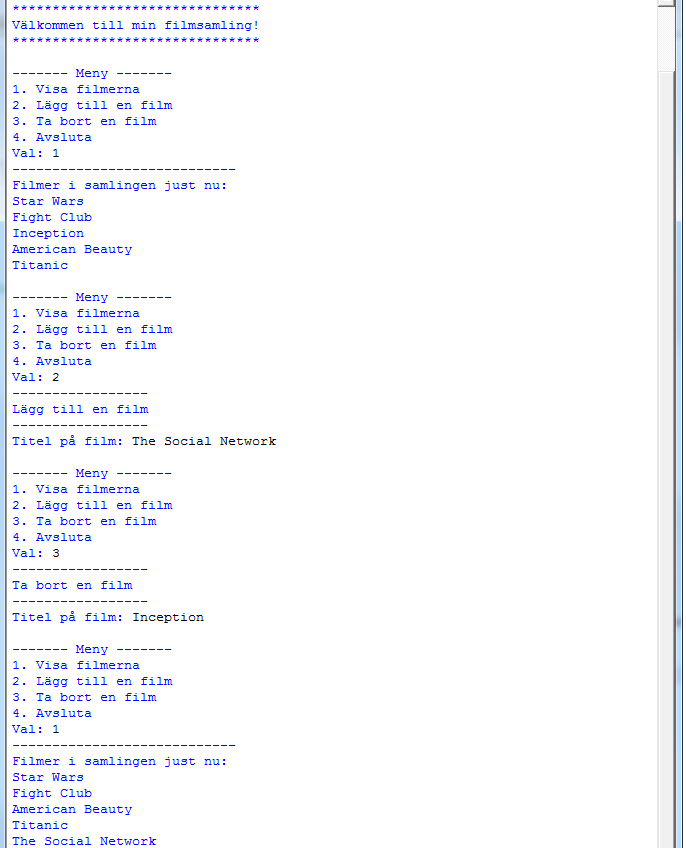 *******************************
Välkommen till min filmsamling!
*******************************
------- Meny -------
1. Visa filmerna
2. Lägg till en film
3. Ta bort en film
4. Avsluta
Val: 1
----------------------------
Filmer i samlingen just nu:
Star Wars
Fight Club
Inception
American Beauty
Titanic
------- Meny -------
1. Visa filmerna
2. Lägg till en film
3. Ta bort en film
4. Avsluta
Val: 2
-----------------
Lägg till en film
-----------------
Titel på film: The Social Network
------- Meny -------
1. Visa filmerna
2. Lägg till en film
3. Ta bort en film
4. Avsluta
Val: 3
-----------------
Ta bort en film
-----------------
Titel på film: Inception
------- Meny -------
1. Visa filmerna
2. Lägg till en film
3. Ta bort en film
4. Avsluta
Val: 1
----------------------------
Filmer i samlingen just nu:
Star Wars
Fight Club
American Beauty
Titanic
The Social Network